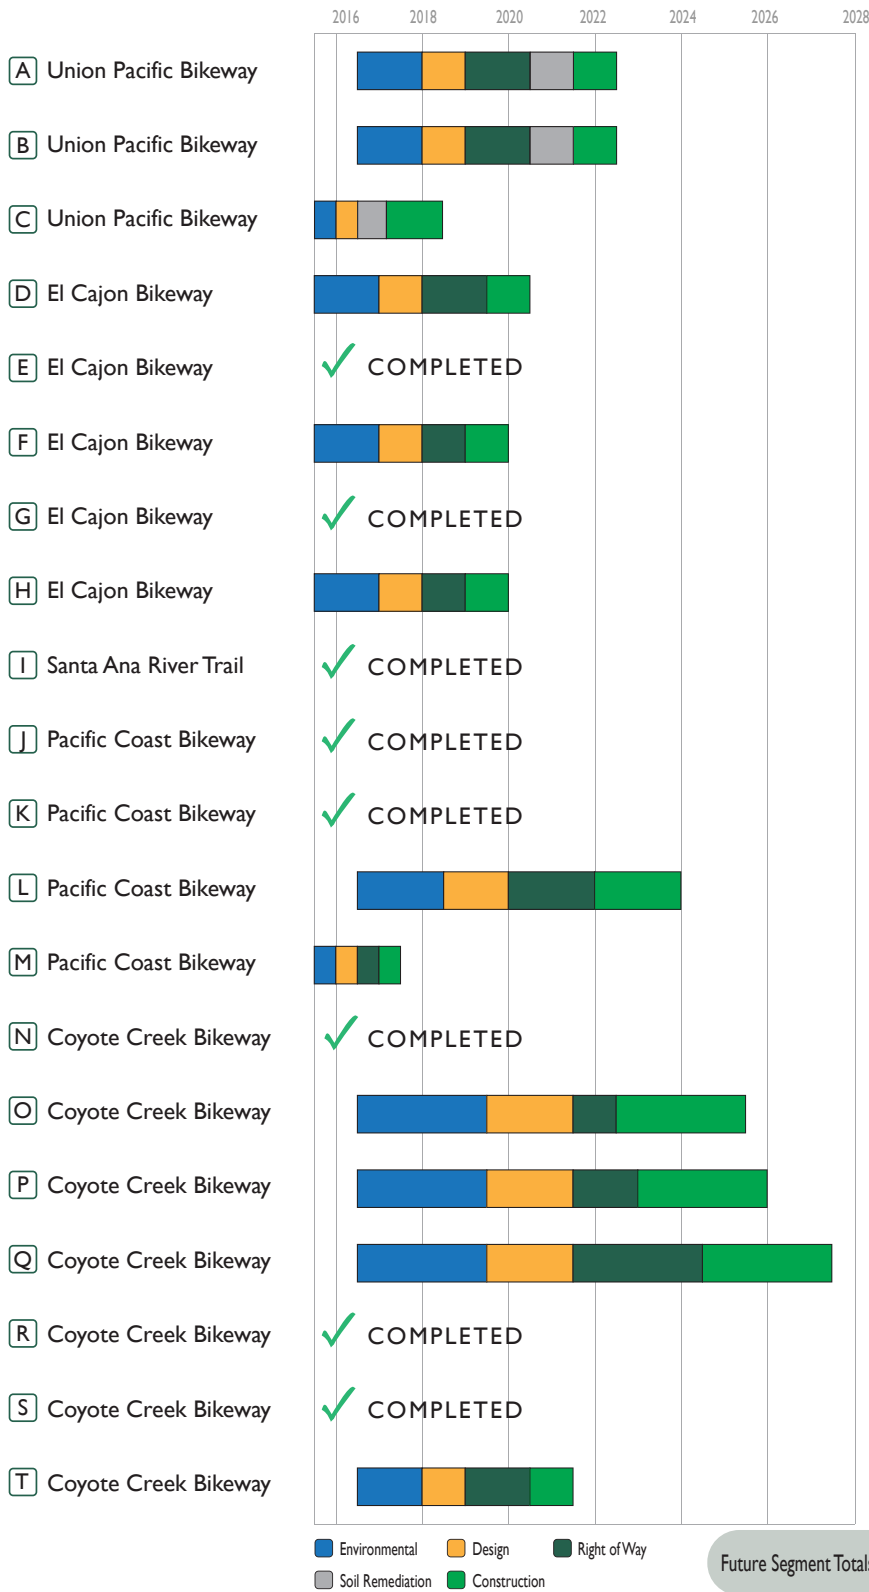 2016 2018 2020 2022 2024 2026 2028
A Union Pacific Bikeway
B Union Pacific Bikeway
C Union Pacific Bikeway
D El Cajon Bikeway
E El Cajon Bikeway COMPLETED
F El Cajon Bikeway
G El Cajon Bikeway COMPLETED
H El Cajon Bikeway
I Santa Ana River Trail COMPLETED
J Pacific Coast Bikeway COMPLETED
K Pacific Coast Bikeway COMPLETED
L Pacific Coast Bikeway
M Pacific Coast Bikeway
N Coyote Creek Bikeway COMPLETED
O Coyote Creek Bikeway
P Coyote Creek Bikeway
Q Coyote Creek Bikeway
R Coyote Creek Bikeway COMPLETED
S Coyote Creek Bikeway COMPLETED
T Coyote Creek Bikeway
Environmental Design Right of Way
Soil Remediation Construction
Future Segment Totals